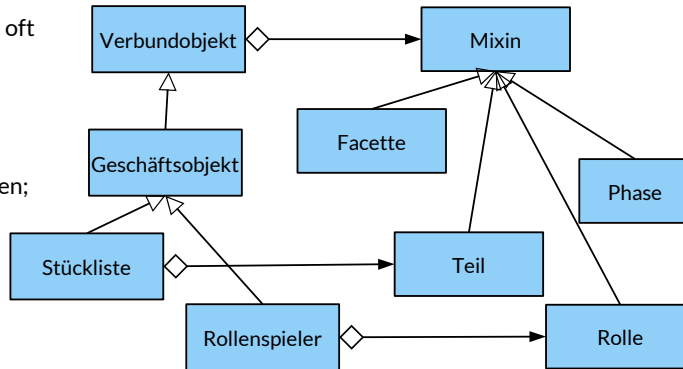 oft
Verbundobjekt
Mixin
Facette
Geschäftsobjekt
en;
Phase
Stückliste
Teil
Rollenspieler
Rolle